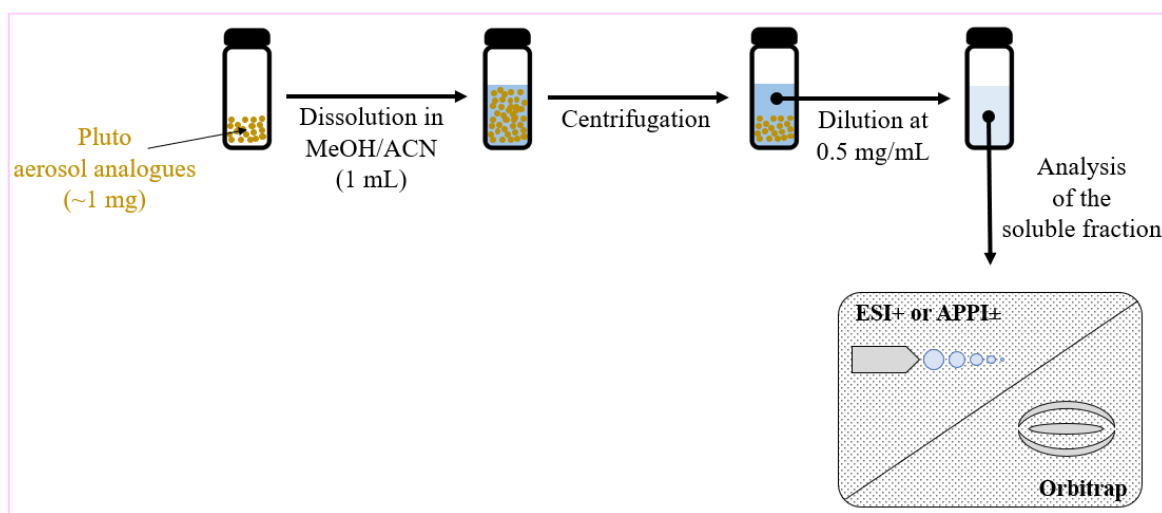 Pluto
aerosol analogues
(~1 mg)
Dissolution in
MeOH/ACN
(1 mL)
Centrifugation
Dilution at
0.5 mg/mL
Analysis
of the
soluble fraction
ESI+ or APPI±
Orbitrap